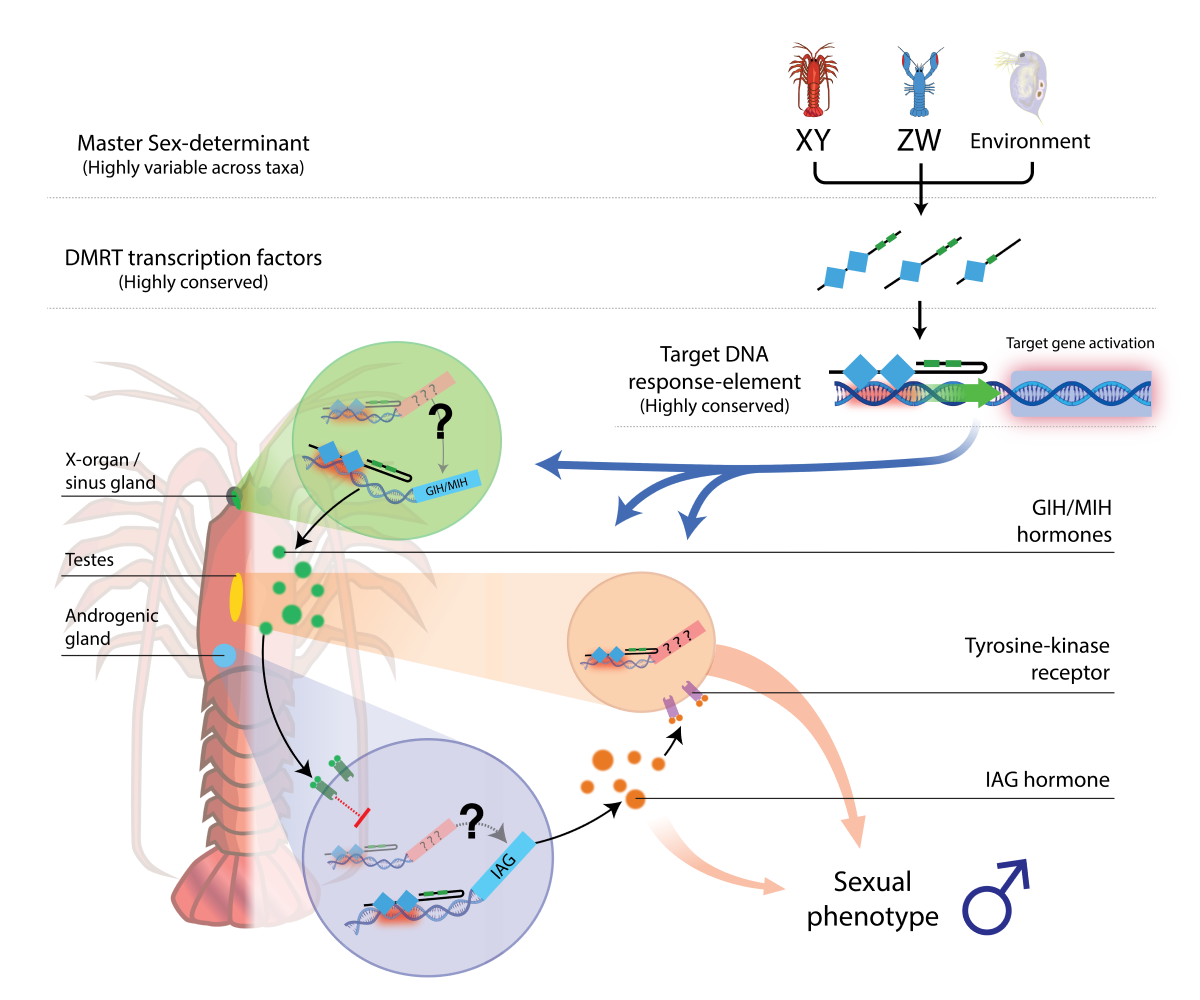 XY
ZW
Environment
Master Sex-determinant
(Highly variable across taxa)
DMRT transcription factors
(Highly conserved)
Target DNA
response-element
(Highly conserved)
Target gene activation
? ? ?
?
GIH/MIH
X-organ /
sinus gland
GIH/MIH
hormones
Testes
Androgenic
gland
? ? ?
Tyrosine-kinase
receptor
IAG hormone
? ? ?
?
IAG
Sexual
phenotype